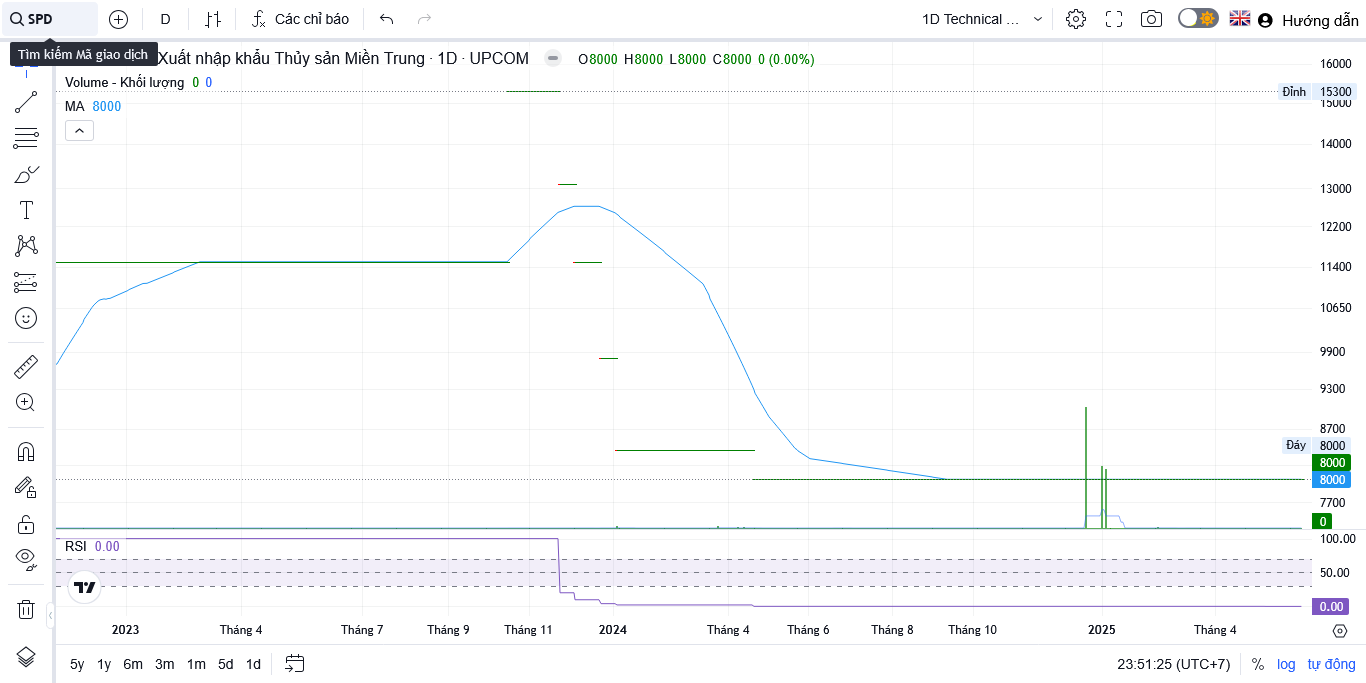 SPD
D
Các chỉ báo
1D Technical ...
Hướng dẫn
Tìm kiếm Mã giao dịch
Xuất nhập khẩu Thủy sản Miền Trung · 1D · UPCOM
O8000 H8000 L8000 C8000 0 (0.00%)
Volume - Khối lượng 0 0
MA 8000
16000
Đỉnh 15300
15000
14000
13000
12200
11400
10650
9900
9300
8700
Đáy 8000
8000
8000
7700
0
RSI 0.00
100.00
50.00
0.00
2023 Tháng 4 Tháng 7 Tháng 9 Tháng 11 2024 Tháng 4 Tháng 6 Tháng 8 Tháng 10 2025 Tháng 4
5y 1y 6m 3m 1m 5d 1d
23:51:25 (UTC+7) % log tự động